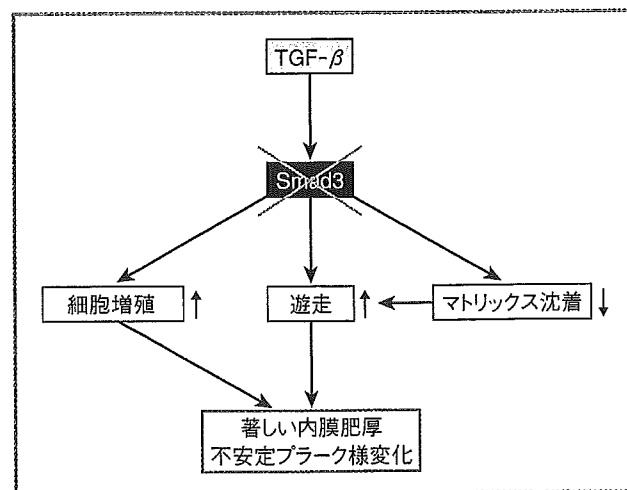 TGF-β
Smad3
細胞増殖 ↑
遊走 ↑
マトリックス沈着 ↓
著しい内膜肥厚
不安定プラーク様変化